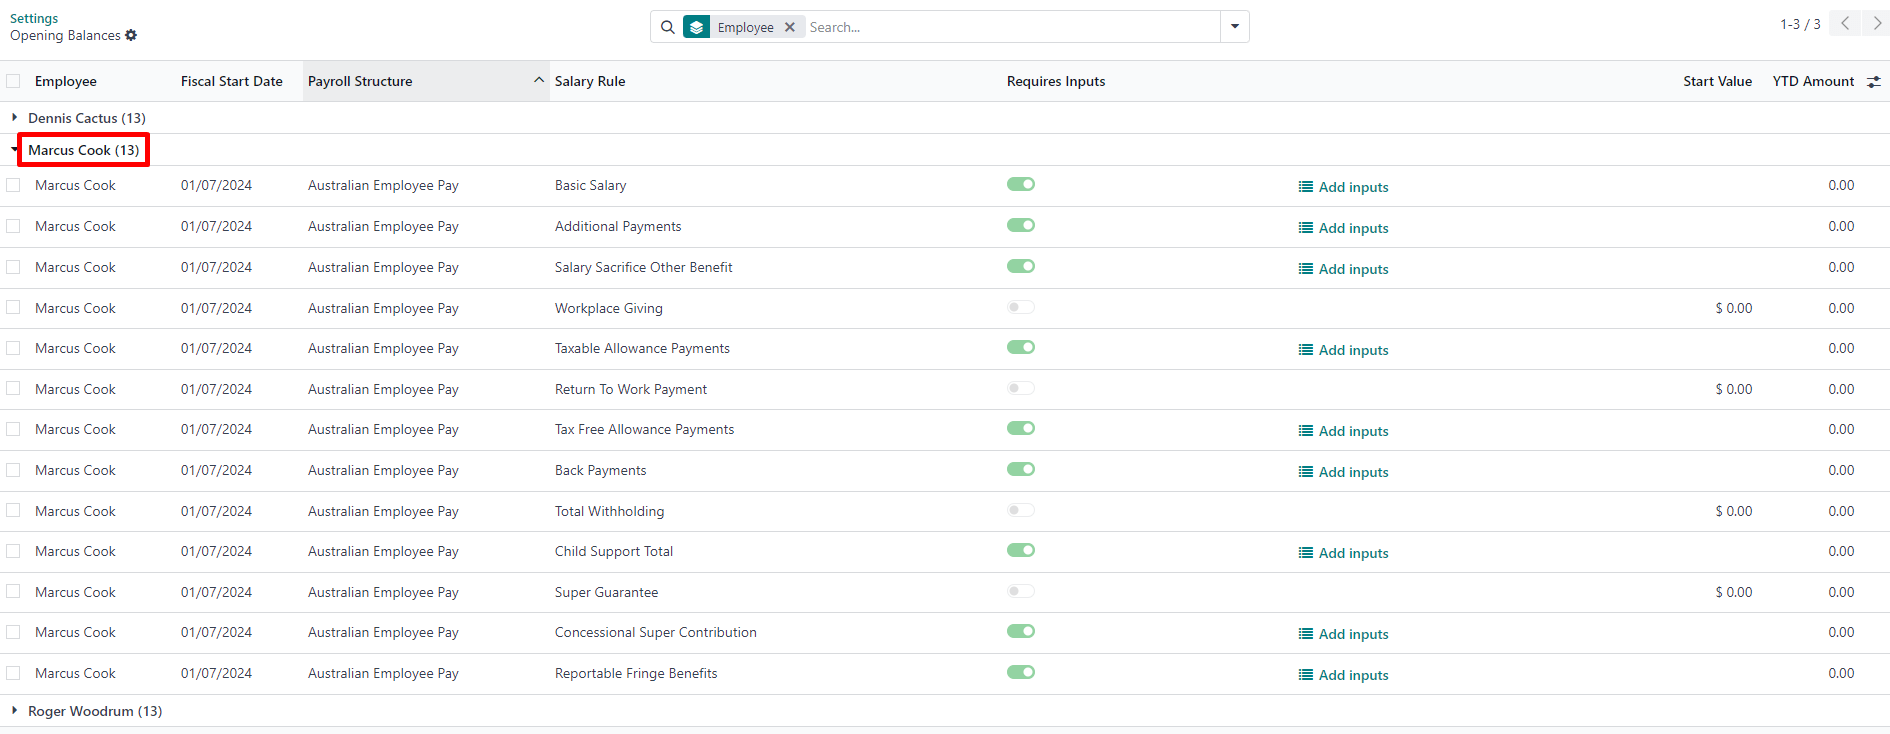 Settings
Opening Balances
Employee Search...
1-3 / 3
Employee Fiscal Start Date Payroll Structure Salary Rule Requires Inputs Start Value YTD Amount
Dennis Cactus (13)
Marcus Cook (13)
Marcus Cook 01/07/2024 Australian Employee Pay Basic Salary Add inputs 0.00
Marcus Cook 01/07/2024 Australian Employee Pay Additional Payments Add inputs 0.00
Marcus Cook 01/07/2024 Australian Employee Pay Salary Sacrifice Other Benefit Add inputs 0.00
Marcus Cook 01/07/2024 Australian Employee Pay Workplace Giving $ 0.00 0.00
Marcus Cook 01/07/2024 Australian Employee Pay Taxable Allowance Payments Add inputs 0.00
Marcus Cook 01/07/2024 Australian Employee Pay Return To Work Payment $ 0.00 0.00
Marcus Cook 01/07/2024 Australian Employee Pay Tax Free Allowance Payments Add inputs 0.00
Marcus Cook 01/07/2024 Australian Employee Pay Back Payments Add inputs 0.00
Marcus Cook 01/07/2024 Australian Employee Pay Total Withholding $ 0.00 0.00
Marcus Cook 01/07/2024 Australian Employee Pay Child Support Total Add inputs 0.00
Marcus Cook 01/07/2024 Australian Employee Pay Super Guarantee $ 0.00 0.00
Marcus Cook 01/07/2024 Australian Employee Pay Concessional Super Contribution Add inputs 0.00
Marcus Cook 01/07/2024 Australian Employee Pay Reportable Fringe Benefits Add inputs 0.00
Roger Woodrum (13)